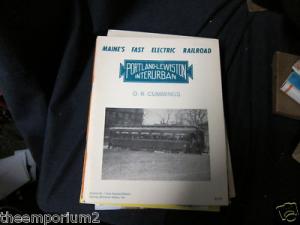 MAINE'S FAST ELECTRIC RAILROAD
PORTLAND-LEWISTON
INTERURBAN
O. R. CUMMINGS
theemporium2